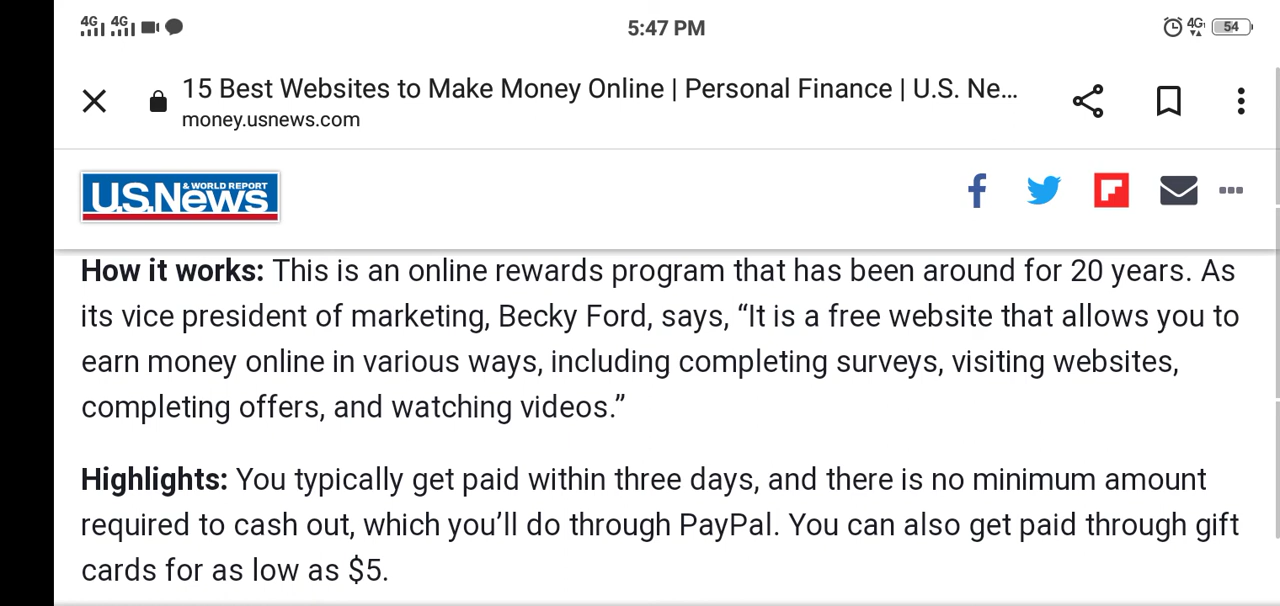 4G 4G
5:47 PM
4G
54
15 Best Websites to Make Money Online | Personal Finance | U.S. Ne...
money.usnews.com
U.S.News
& WORLD REPORT
How it works: This is an online rewards program that has been around for 20 years. As
its vice president of marketing, Becky Ford, says, “It is a free website that allows you to
earn money online in various ways, including completing surveys, visiting websites,
completing offers, and watching videos.”
Highlights: You typically get paid within three days, and there is no minimum amount
required to cash out, which you’ll do through PayPal. You can also get paid through gift
cards for as low as $5.